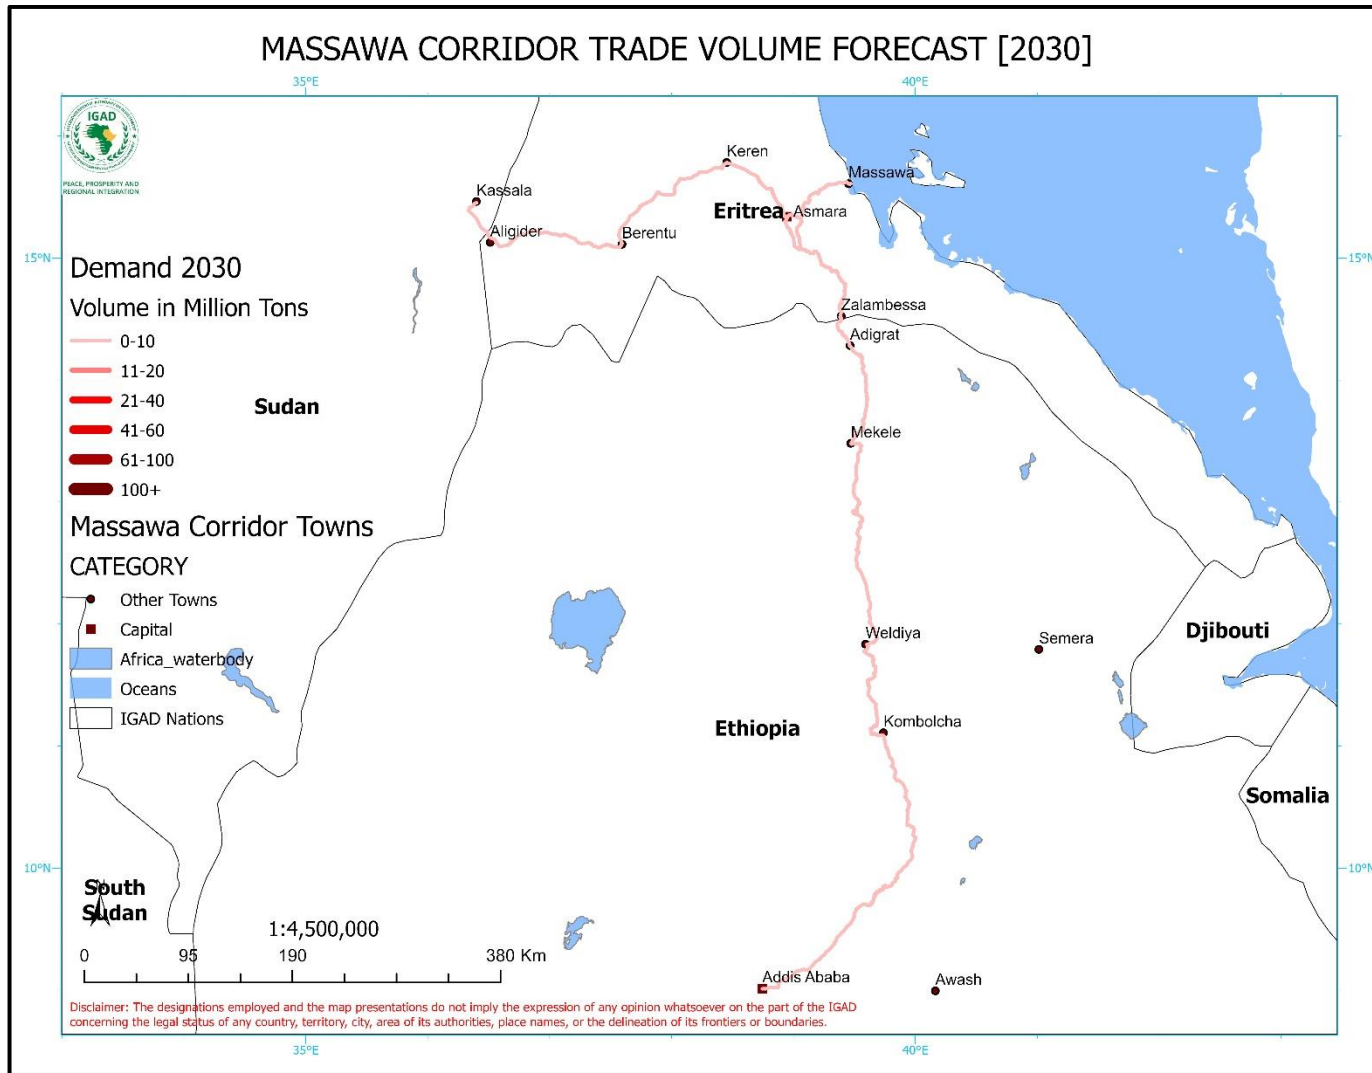 MASSAWA CORRIDOR TRADE VOLUME FORECAST [2030]
35°E
40°E
IGAD
PEACE, PROSPERITY AND
REGIONAL INTEGRATION
Keren
Massawa
Kassala
Eritrea
Asmara
Aligider
Berentu
15°N
15°N
Demand 2030
Volume in Million Tons
0-10
11-20
21-40
41-60
61-100
100+
Zalambessa
Adigrat
Sudan
Mekele
Massawa Corridor Towns
CATEGORY
Other Towns
Capital
Africa_waterbody
Oceans
IGAD Nations
Weldiya
Semera
Djibouti
Kombolcha
Ethiopia
Somalia
10°N
10°N
N
South
Sudan
1:4,500,000
0
95
190
380 Km
Addis Ababa
Awash
Disclaimer: The designations employed and the map presentations do not imply the expression of any opinion whatsoever on the part of the IGAD
concerning the legal status of any country, territory, city, area of its authorities, place names, or the delineation of its frontiers or boundaries.
35°E
40°E